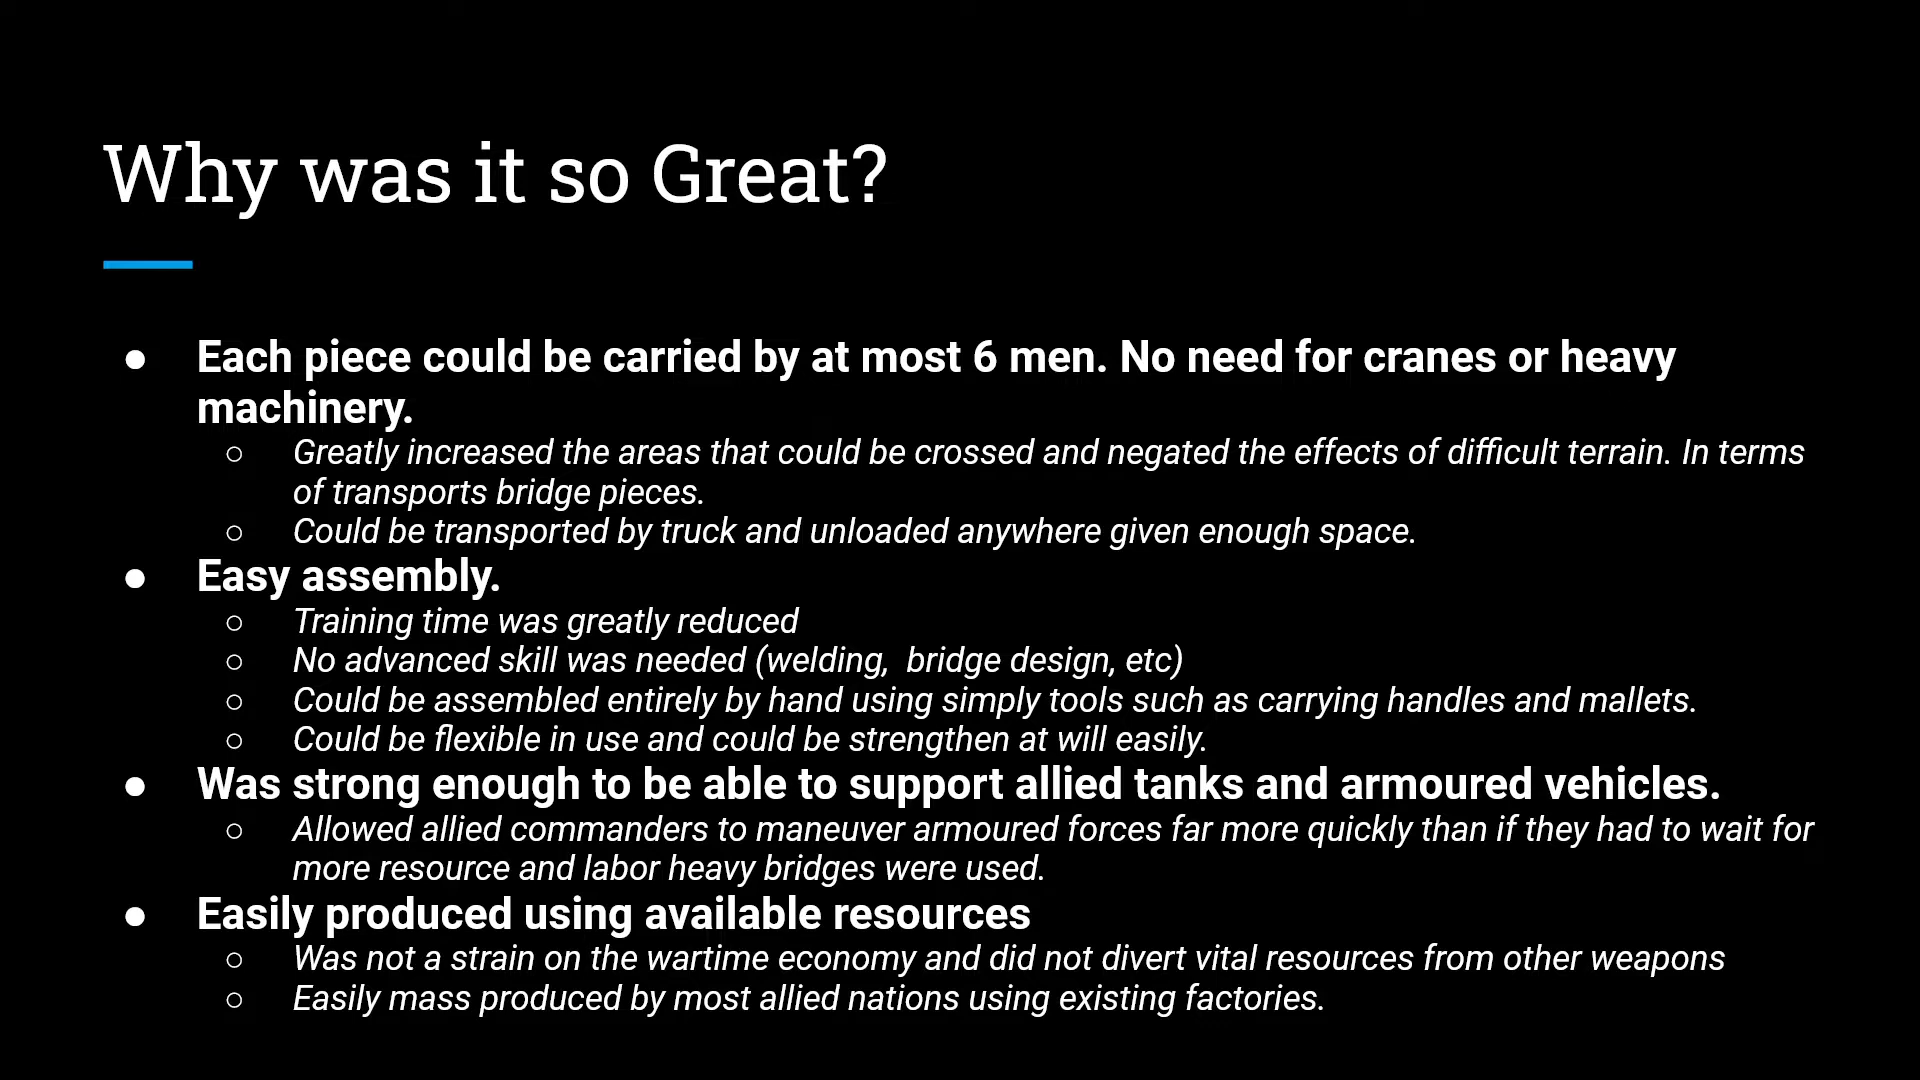 Why was it so Great?
● Each piece could be carried by at most 6 men. No need for cranes or heavy
machinery.
○ Greatly increased the areas that could be crossed and negated the effects of difficult terrain. In terms
of transports bridge pieces.
○ Could be transported by truck and unloaded anywhere given enough space.
● Easy assembly.
○ Training time was greatly reduced
○ No advanced skill was needed (welding,  bridge design, etc)
○ Could be assembled entirely by hand using simply tools such as carrying handles and mallets.
○ Could be flexible in use and could be strengthen at will easily.
● Was strong enough to be able to support allied tanks and armoured vehicles.
○ Allowed allied commanders to maneuver armoured forces far more quickly than if they had to wait for
more resource and labor heavy bridges were used.
● Easily produced using available resources
○ Was not a strain on the wartime economy and did not divert vital resources from other weapons
○ Easily mass produced by most allied nations using existing factories.